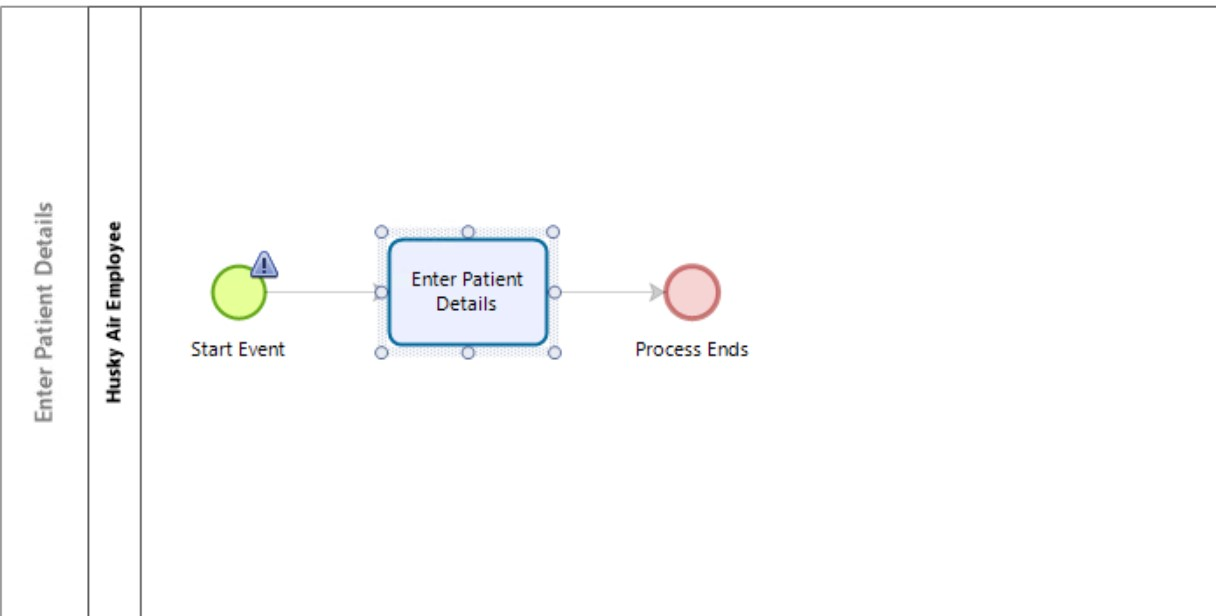 Enter Patient Details
Husky Air Employee
Start Event
Enter Patient
Details
Process Ends